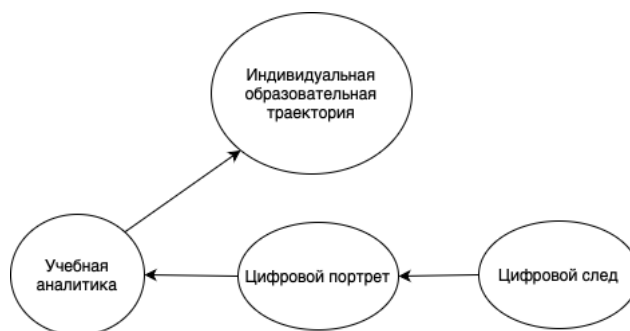 Индивидуальная
образовательная
траектория
Учебная
аналитика
Цифровой портрет
Цифровой след